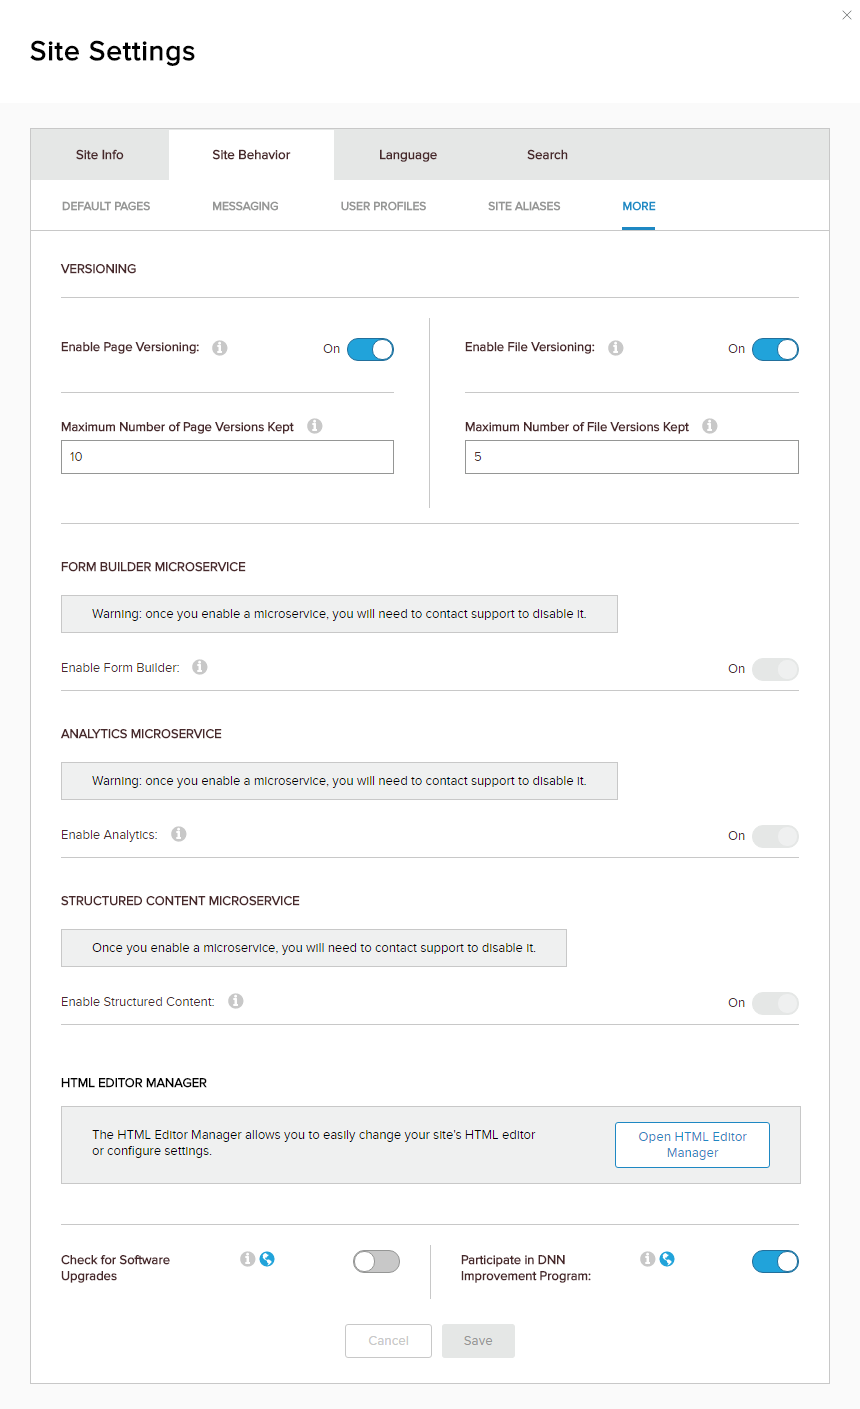 Site Settings
Site Info
Site Behavior
Language
Search
DEFAULT PAGES
MESSAGING
USER PROFILES
SITE ALIASES
MORE
VERSIONING
Enable Page Versioning:
On
Enable File Versioning:
On
Maximum Number of Page Versions Kept
10
Maximum Number of File Versions Kept
5
FORM BUILDER MICROSERVICE
Warning: once you enable a microservice, you will need to contact support to disable it.
Enable Form Builder:
On
ANALYTICS MICROSERVICE
Warning: once you enable a microservice, you will need to contact support to disable it.
Enable Analytics:
On
STRUCTURED CONTENT MICROSERVICE
Once you enable a microservice, you will need to contact support to disable it.
Enable Structured Content:
On
HTML EDITOR MANAGER
The HTML Editor Manager allows you to easily change your site's HTML editor
or configure settings.
Open HTML Editor
Manager
Check for Software
Upgrades
Participate in DNN
Improvement Program:
Cancel
Save